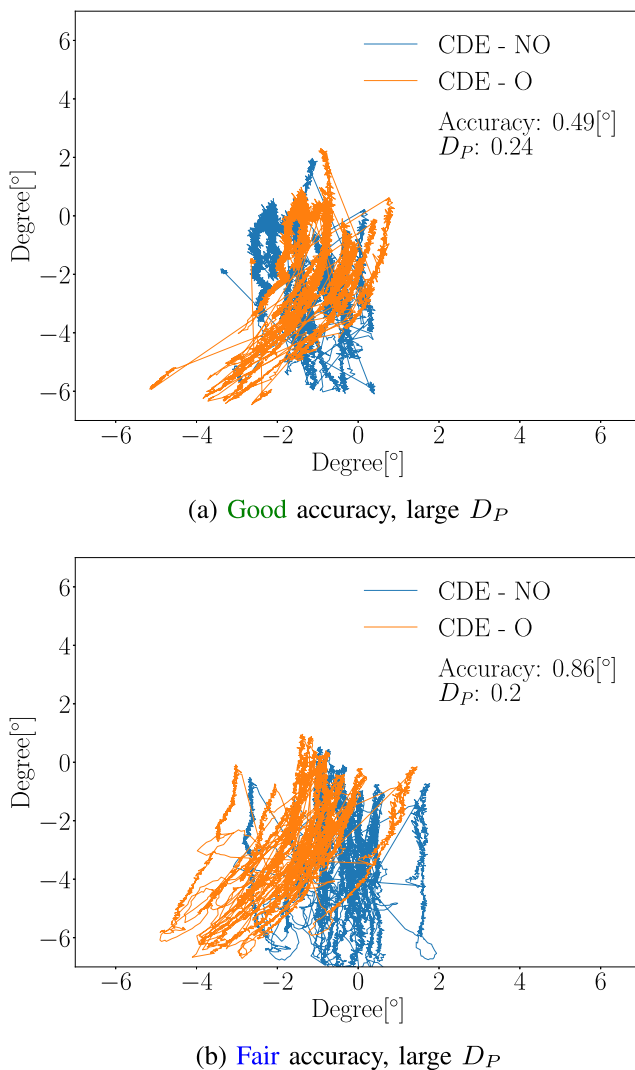 6
4
2
0
−2
−4
−6
Degree[°]
CDE - NO
CDE - O
Accuracy: 0.49[°]
D_P: 0.24
−6 −4 −2 0 2 4 6
Degree[°]
(a) Good accuracy, large D_P
6
4
2
0
−2
−4
−6
Degree[°]
CDE - NO
CDE - O
Accuracy: 0.86[°]
D_P: 0.2
−6 −4 −2 0 2 4 6
Degree[°]
(b) Fair accuracy, large D_P